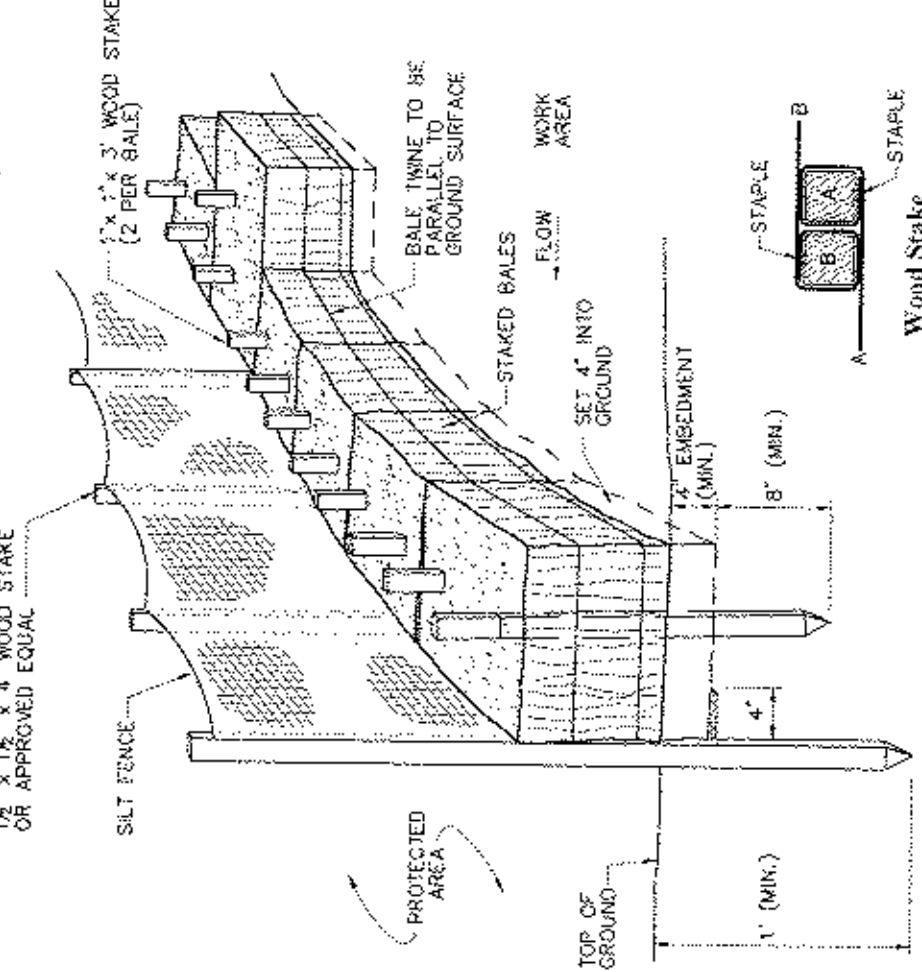 1½ x 1½ x 4' WOOD STAKE
OR APPROVED EQUAL
SILT FENCE
x 3' WOOD STAKE
(2 PER BALE)
BALE TWINE TO BE
PARALLEL TO
GROUND SURFACE
STAKED BALES
FLOW
WORK
AREA
SET 4" INTO
GROUND
4" EMBEDMENT
(MIN.)
8" (MIN.)
4"
PROTECTED
AREA
TOP OF
GROUND
1' (MIN.)
STAPLE
B
A
B
A
STAPLE
Wood Stake